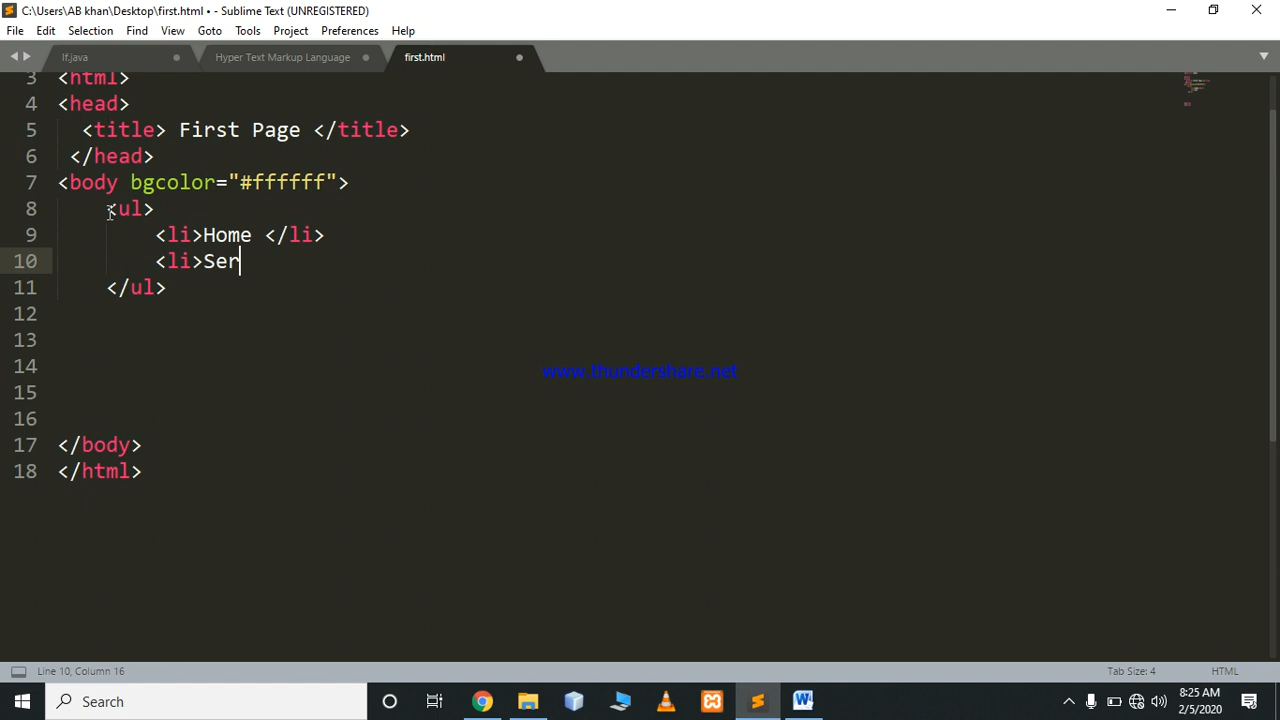 C:\Users\AB khan\Desktop\first.html • - Sublime Text (UNREGISTERED)
File Edit Selection Find View Goto Tools Project Preferences Help
If.java Hyper Text Markup Language first.html
3 <html>
4 <head>
5 <title> First Page </title>
6 </head>
7 <body bgcolor="#ffffff">
8 <ul>
9 <li>Home </li>
10 <li>Ser
11 </ul>
12
13
14
www.thundershare.net
15
16
17 </body>
18 </html>
Line 10, Column 16 Tab Size: 4 HTML
Search
8:25 AM
2/5/2020